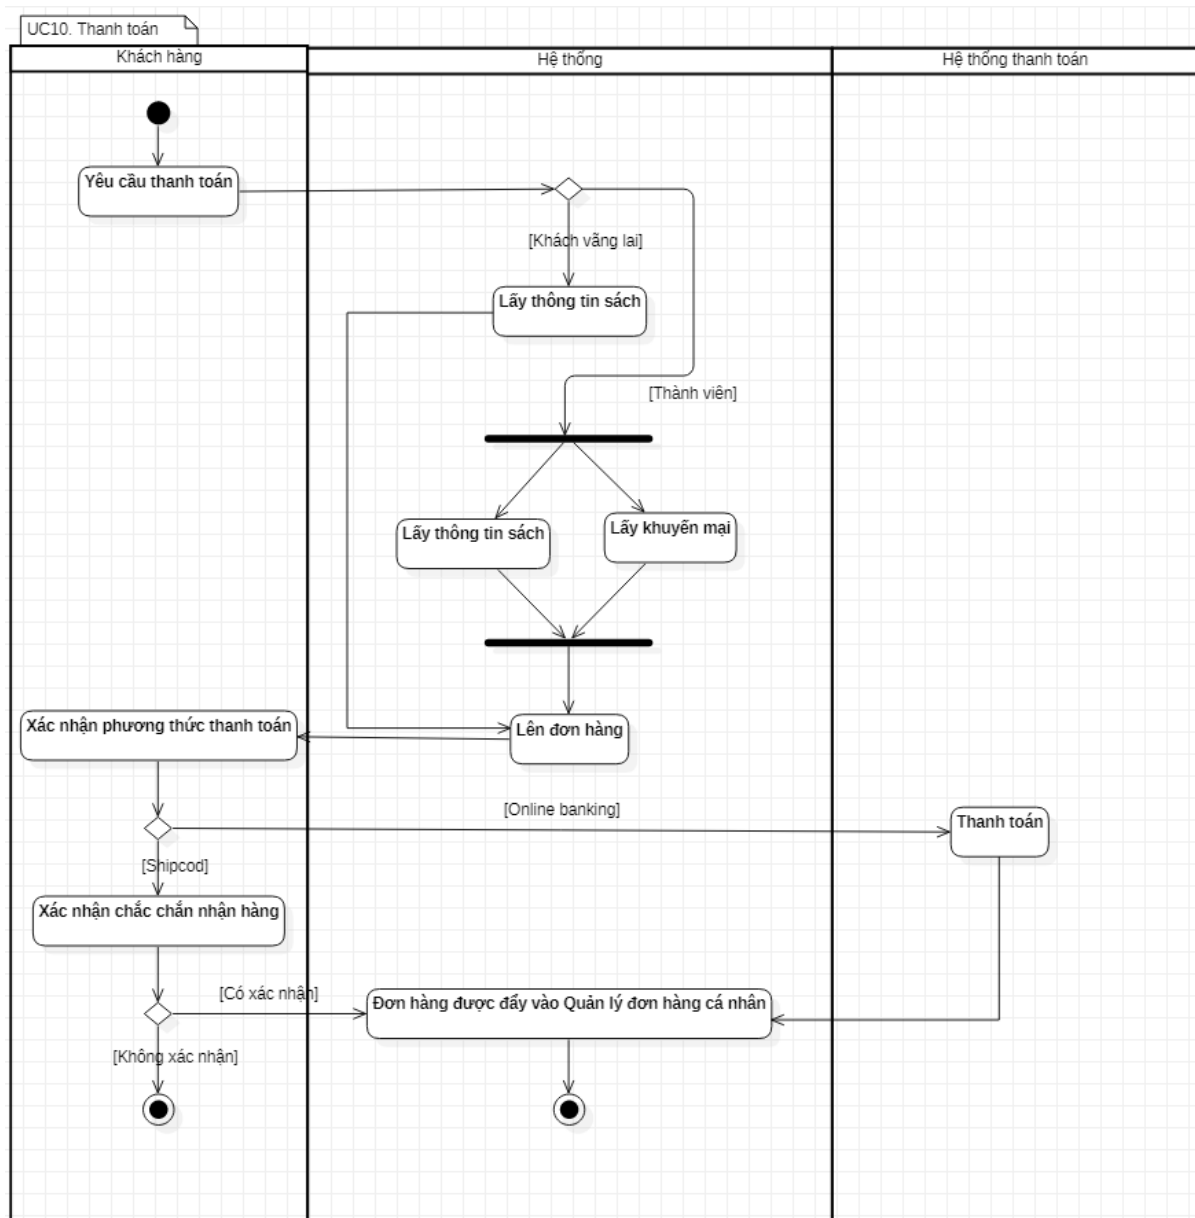 UC10. Thanh toán
Khách hàng
Hệ thống
Hệ thống thanh toán
Yêu cầu thanh toán
[Khách vãng lai]
Lấy thông tin sách
[Thành viên]
Lấy thông tin sách
Lấy khuyến mại
Xác nhận phương thức thanh toán
Lên đơn hàng
[Online banking]
Thanh toán
[Shipcod]
Xác nhận chắc chắn nhận hàng
[Có xác nhận]
Đơn hàng được đẩy vào Quản lý đơn hàng cá nhân
[Không xác nhận]